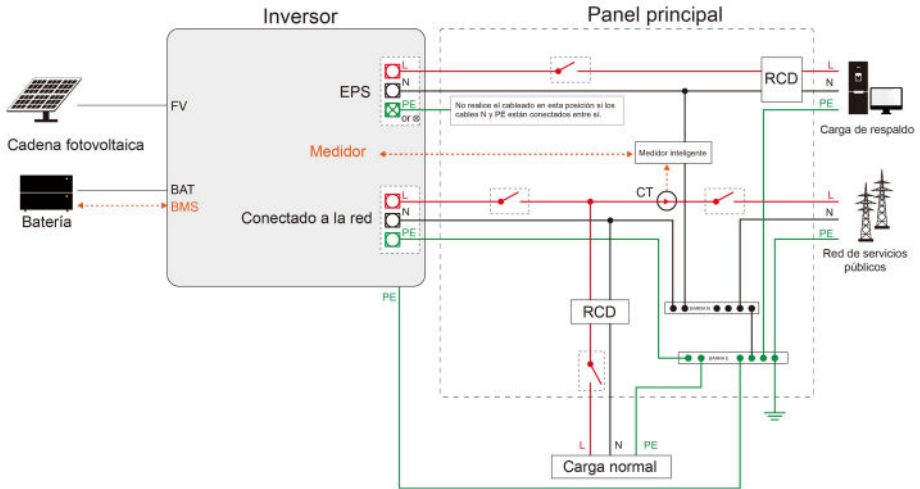 Inversor
Panel principal
L
N
EPS
PE
or ⊗
RCD
L
N
PE
No realice el cableado en esta posición si los
cables N y PE están conectados entre sí.
FV
Cadena fotovoltaica
Carga de respaldo
Medidor
Medidor inteligente
BAT
BMS
Batería
L
N
PE
Conectado a la red
CT
L
N
PE
Red de servicios
públicos
PE
RCD
BARRA N
BARRA E
L
N
PE
Carga normal